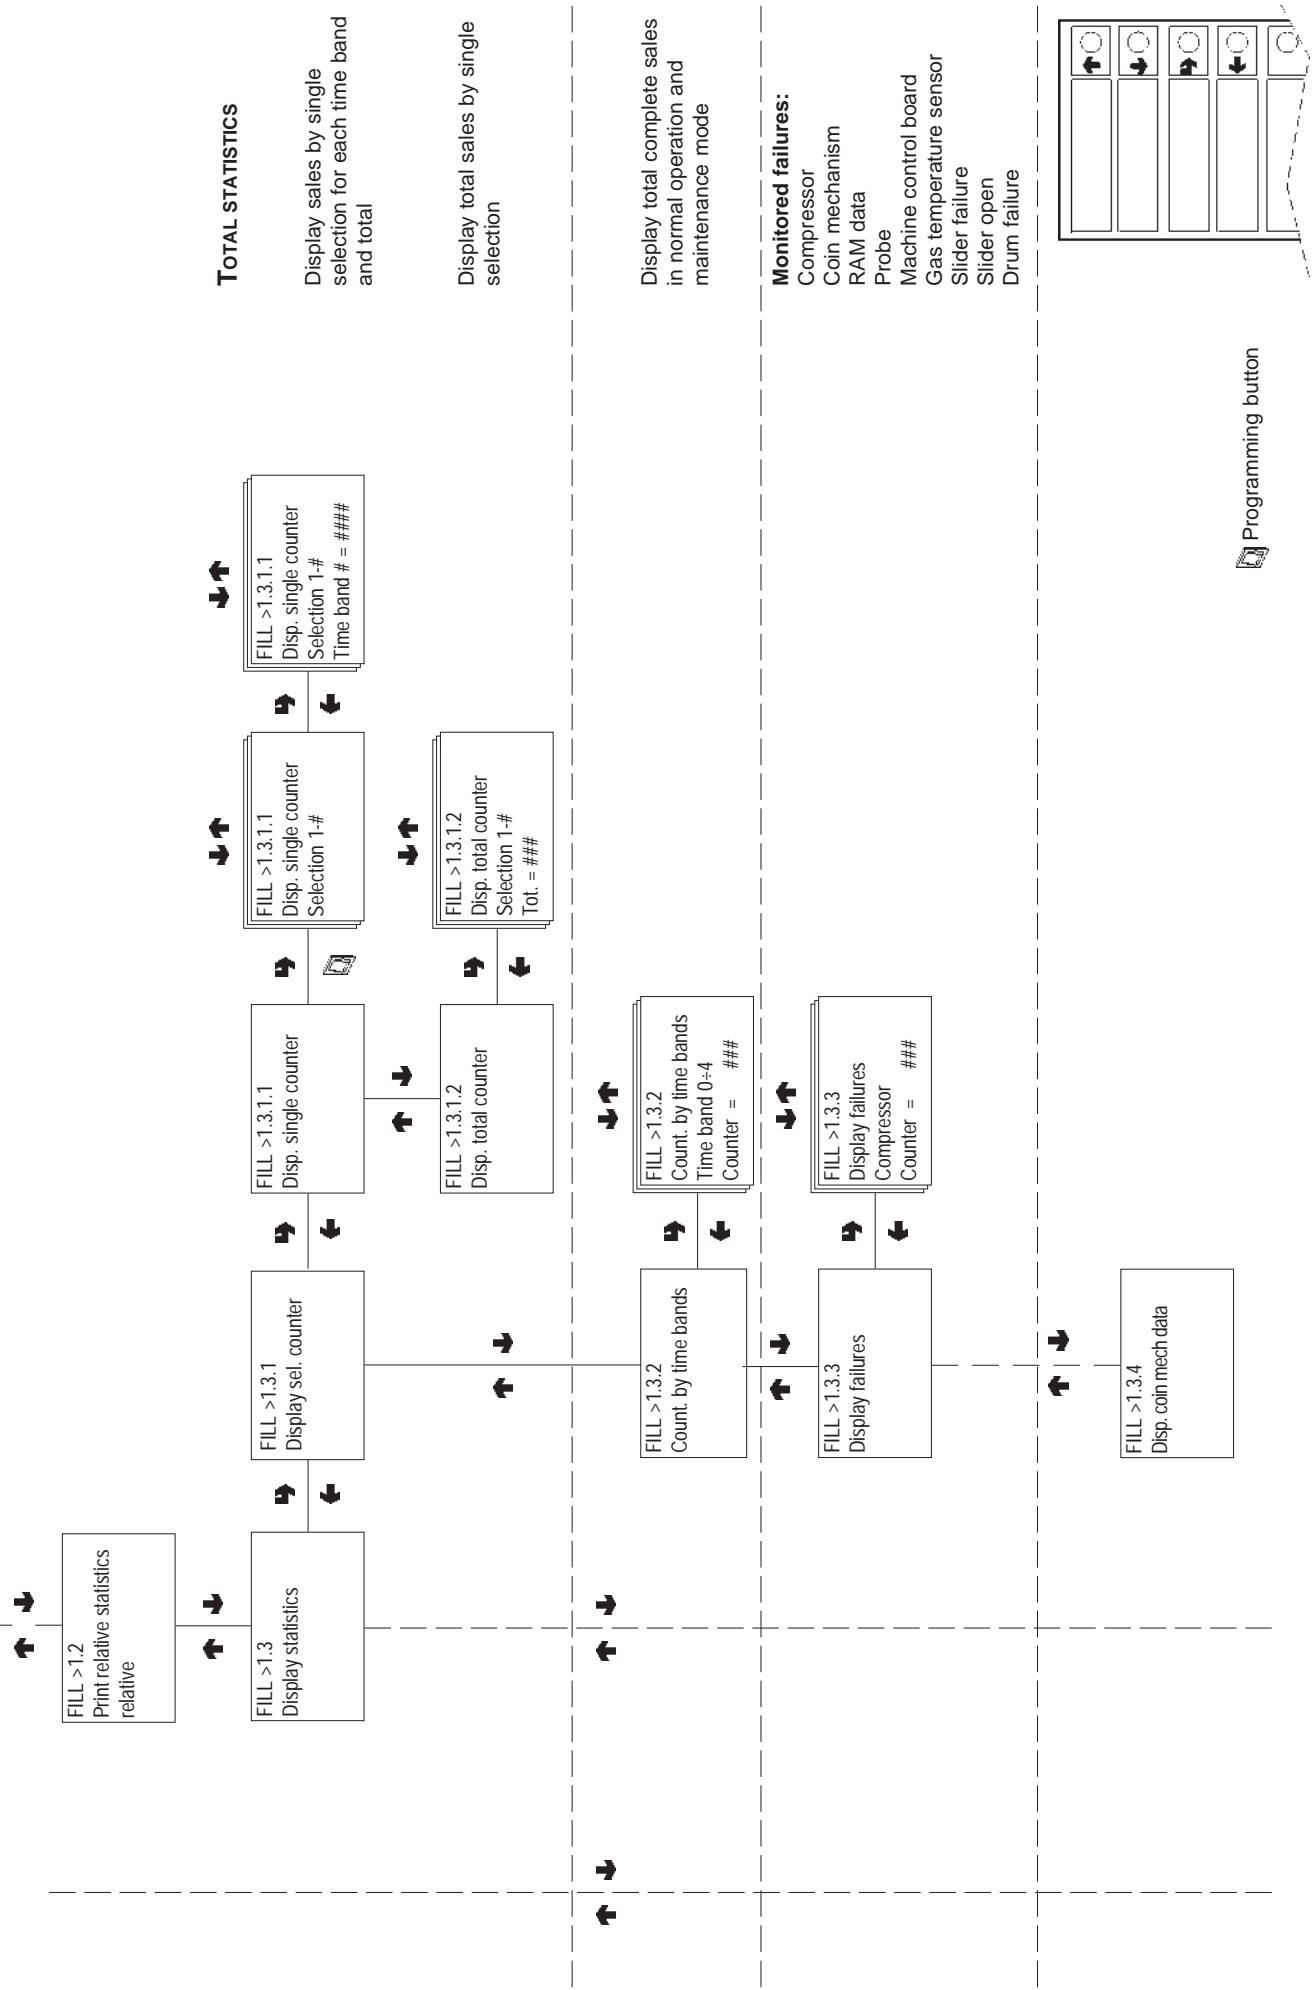 FILL >1.2
Print relative statistics
relative
TOTAL STATISTICS
FILL >1.3
Display statistics
FILL >1.3.1
Display sel. counter
FILL >1.3.1.1
Disp. single counter
FILL >1.3.1.1
Disp. single counter
Selection 1-#
FILL >1.3.1.1
Disp. single counter
Selection 1-#
Time band # = ####
Display sales by single
selection for each time band
and total
FILL >1.3.1.2
Disp. total counter
FILL >1.3.1.2
Disp. total counter
Selection 1-#
Tot. = ###
Display total sales by single
selection
FILL >1.3.2
Count. by time bands
FILL >1.3.2
Count. by time bands
Time band 0÷4
Counter = ###
Display total complete sales
in normal operation and
maintenance mode
FILL >1.3.3
Display failures
FILL >1.3.3
Display failures
Compressor
Counter = ###
Monitored failures:
Compressor
Coin mechanism
RAM data
Probe
Machine control board
Gas temperature sensor
Slider failure
Slider open
Drum failure
FILL >1.3.4
Disp. coin mech data
Programming button